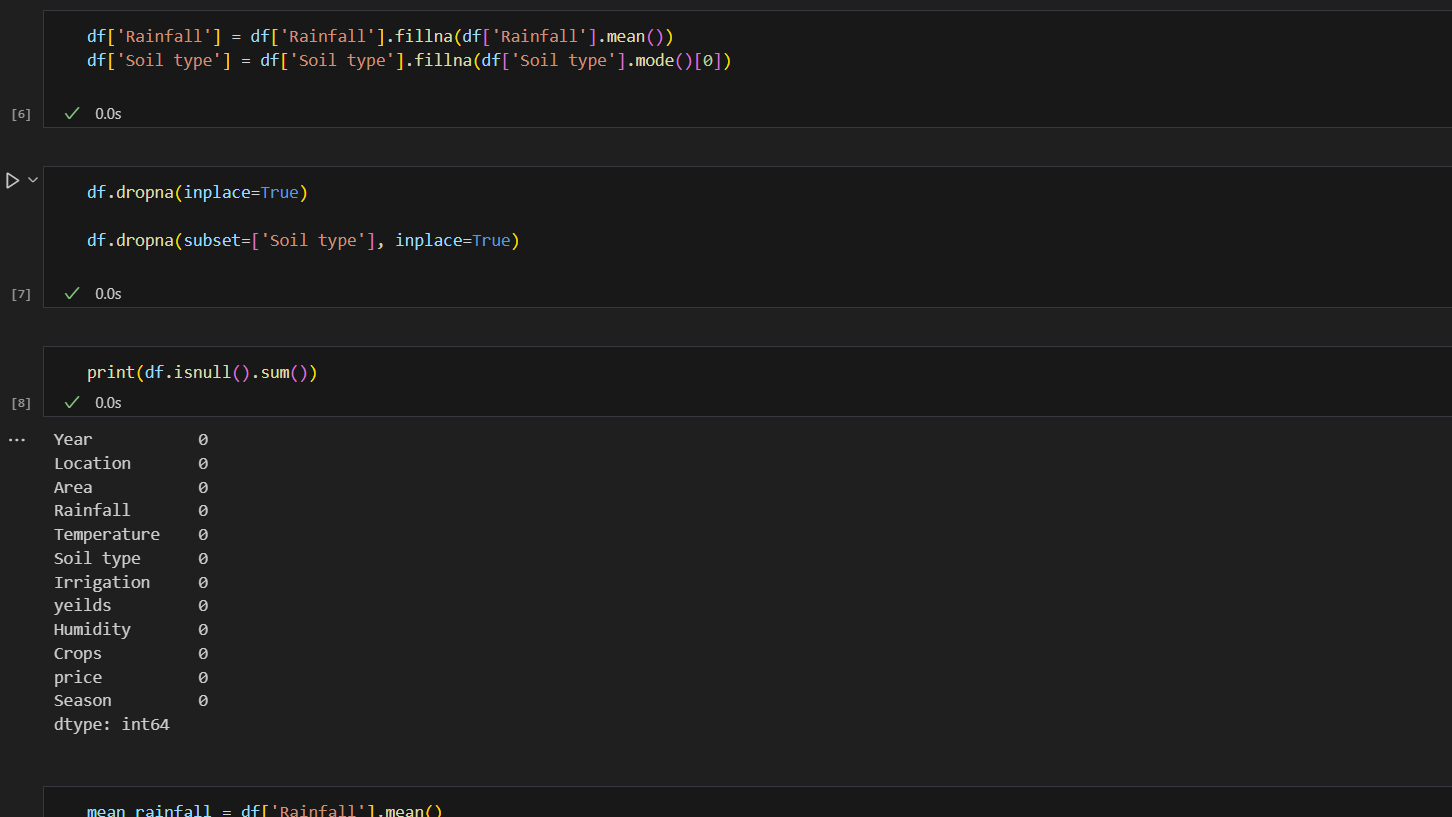 df['Rainfall'] = df['Rainfall'].fillna(df['Rainfall'].mean())
df['Soil type'] = df['Soil type'].fillna(df['Soil type'].mode()[0])
[6]
0.0s
df.dropna(inplace=True)
df.dropna(subset=['Soil type'], inplace=True)
[7]
0.0s
print(df.isnull().sum())
[8]
0.0s
Year 0
Location 0
Area 0
Rainfall 0
Temperature 0
Soil type 0
Irrigation 0
yeilds 0
Humidity 0
Crops 0
price 0
Season 0
dtype: int64
mean_rainfall = df['Rainfall'].mean()